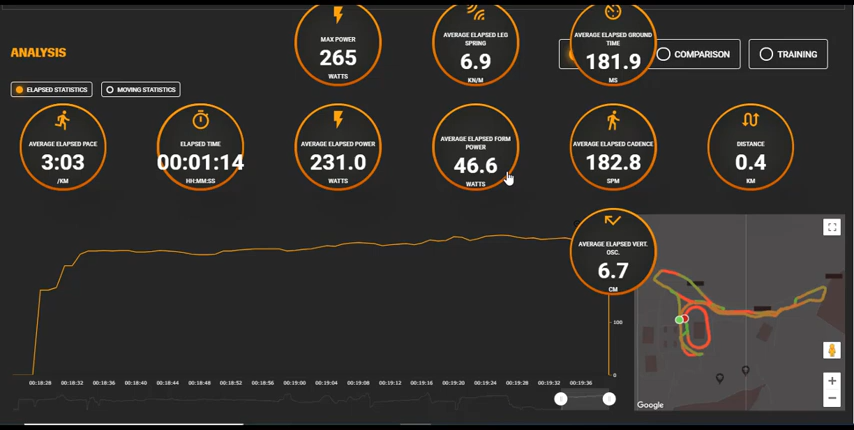 MAX POWER
265
WATTS
AVERAGE ELAPSED LEG
SPRING
6.9
KN/M
AVERAGE ELAPSED GROUND
TIME
181.9
MS
ANALYSIS
COMPARISON
TRAINING
ELAPSED STATISTICS
MOVING STATISTICS
AVERAGE ELAPSED PACE
3:03
/KM
ELAPSED TIME
00:01:14
HH:MM:SS
AVERAGE ELAPSED POWER
231.0
WATTS
AVERAGE ELAPSED FORM
POWER
46.6
WATTS
AVERAGE ELAPSED CADENCE
182.8
SPM
DISTANCE
0.4
KM
AVERAGE ELAPSED VERT.
OSC.
6.7
CM
100
0
00:18:28 00:18:32 00:18:36 00:18:40 00:18:44 00:18:48 00:18:52 00:18:56 00:19:00 00:19:04 00:19:08 00:19:12 00:19:16 00:19:20 00:19:24 00:19:28 00:19:32 00:19:36
Google